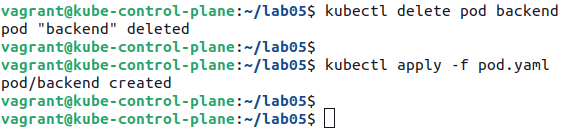 vagrant@kube-control-plane:~/lab05$ kubectl delete pod backend
pod "backend" deleted
vagrant@kube-control-plane:~/lab05$
vagrant@kube-control-plane:~/lab05$ kubectl apply -f pod.yaml
pod/backend created
vagrant@kube-control-plane:~/lab05$
vagrant@kube-control-plane:~/lab05$